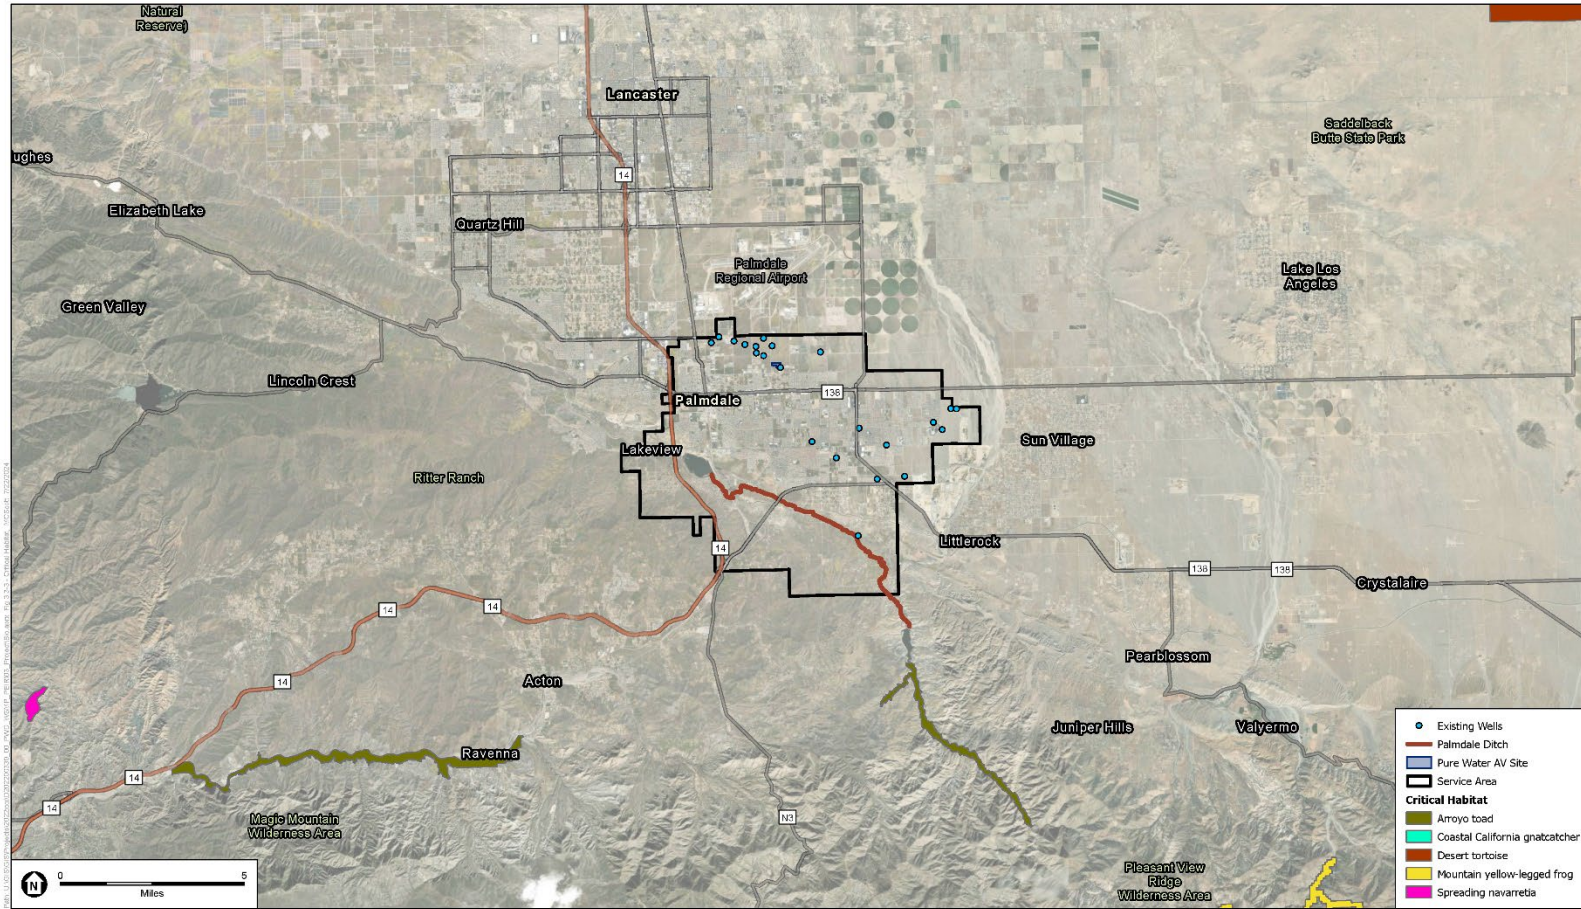 Natural
Reserve)
Lancaster
Saddelback
Butte State Park
ughes
14
Elizabeth Lake
Quartz Hill
Palmdale
Regional Airport
Lake Los
Angeles
Green Valley
Lincoln Crest
138
Palmdale
Lakeview
Sun Village
Ritter Ranch
14
Littlerock
138
138
Crystalaire
14
14
Pearblossom
14
Acton
Juniper Hills
Valyermo
Ravenna
14
14
Magic Mountain
Wilderness Area
N3
Pleasant View
Ridge
Wilderness Area
N
0
5
Miles
Existing Wells
Palmdale Ditch
Pure Water AV Site
Service Area
Critical Habitat
Arroyo toad
Coastal California gnatcatcher
Desert tortoise
Mountain yellow-legged frog
Spreading navarretia